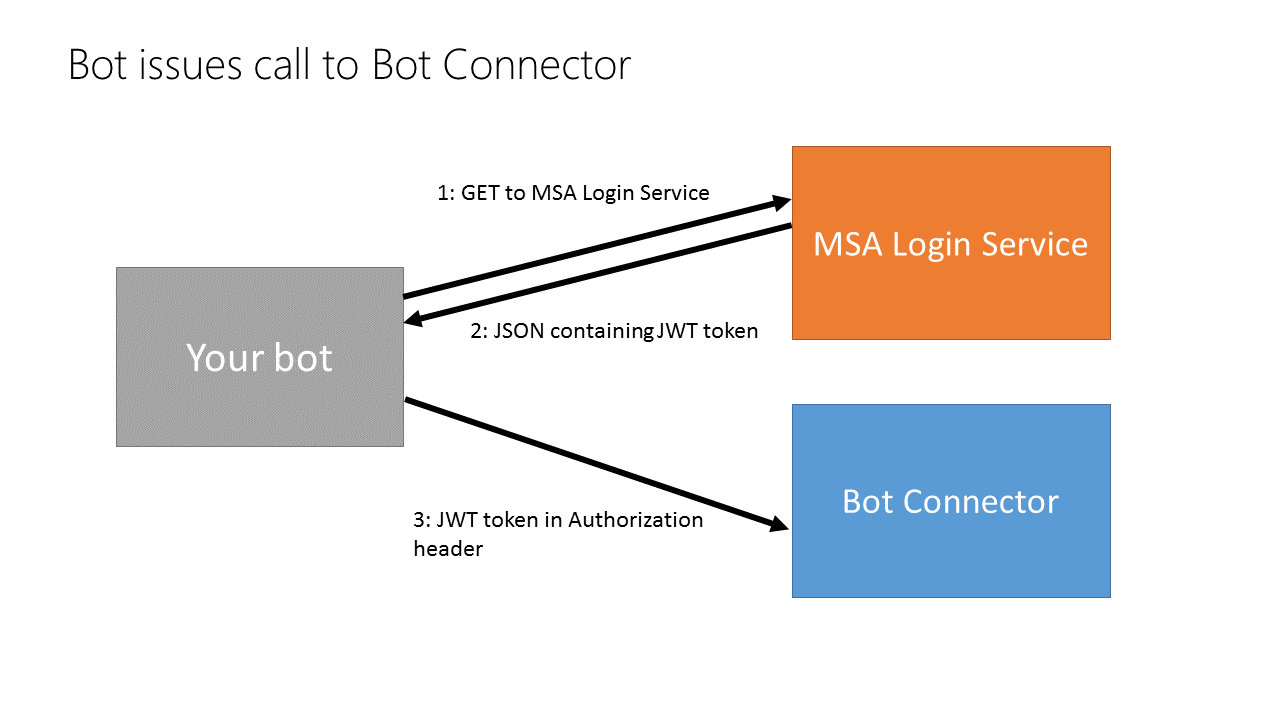 Bot issues call to Bot Connector
1: GET to MSA Login Service
MSA Login Service
Your bot
2: JSON containing JWT token
Bot Connector
3: JWT token in Authorization
header